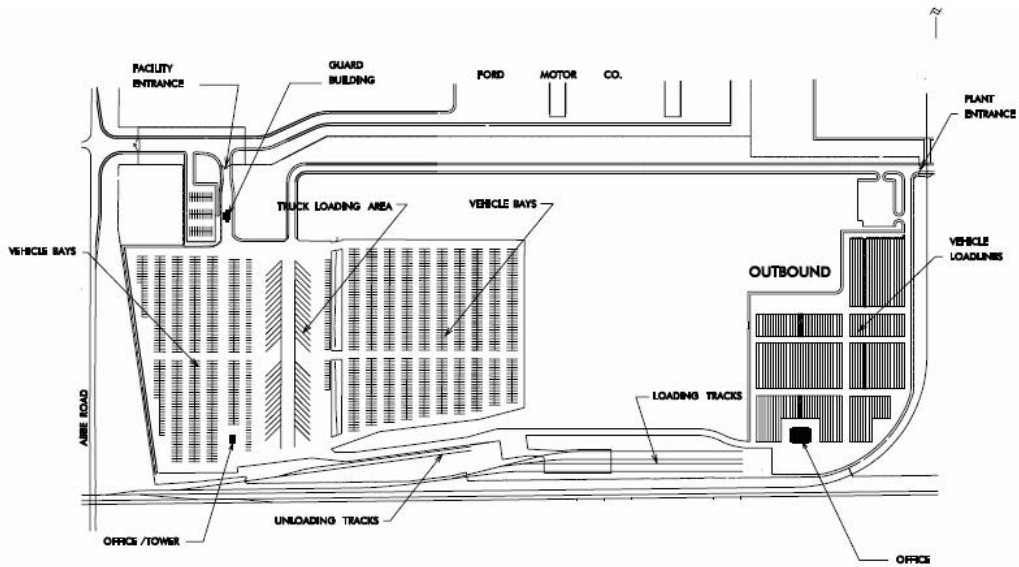 N
FACILITY
ENTRANCE
GUARD
BUILDING
FORD MOTOR CO.
PLANT
ENTRANCE
TRUCK LOADING AREA
VEHICLE BAYS
VEHICLE BAYS
VEHICLE
LOADLINES
OUTBOUND
ABBE ROAD
LOADING TRACKS
UNLOADING TRACKS
OFFICE /TOWER
OFFICE